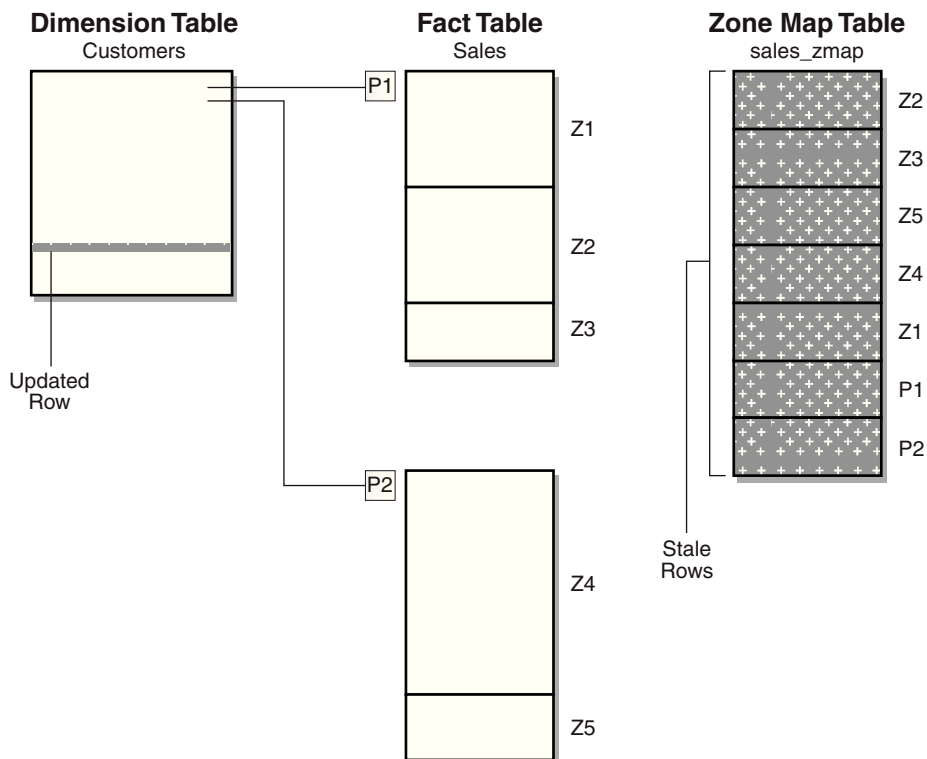 Dimension Table
Customers
Fact Table
Sales
Zone Map Table
sales_zmap
P1
Z1
Z2
Z3
Updated
Row
P2
Z4
Z5
Z2
Z3
Z5
Z4
Z1
P1
P2
Stale
Rows